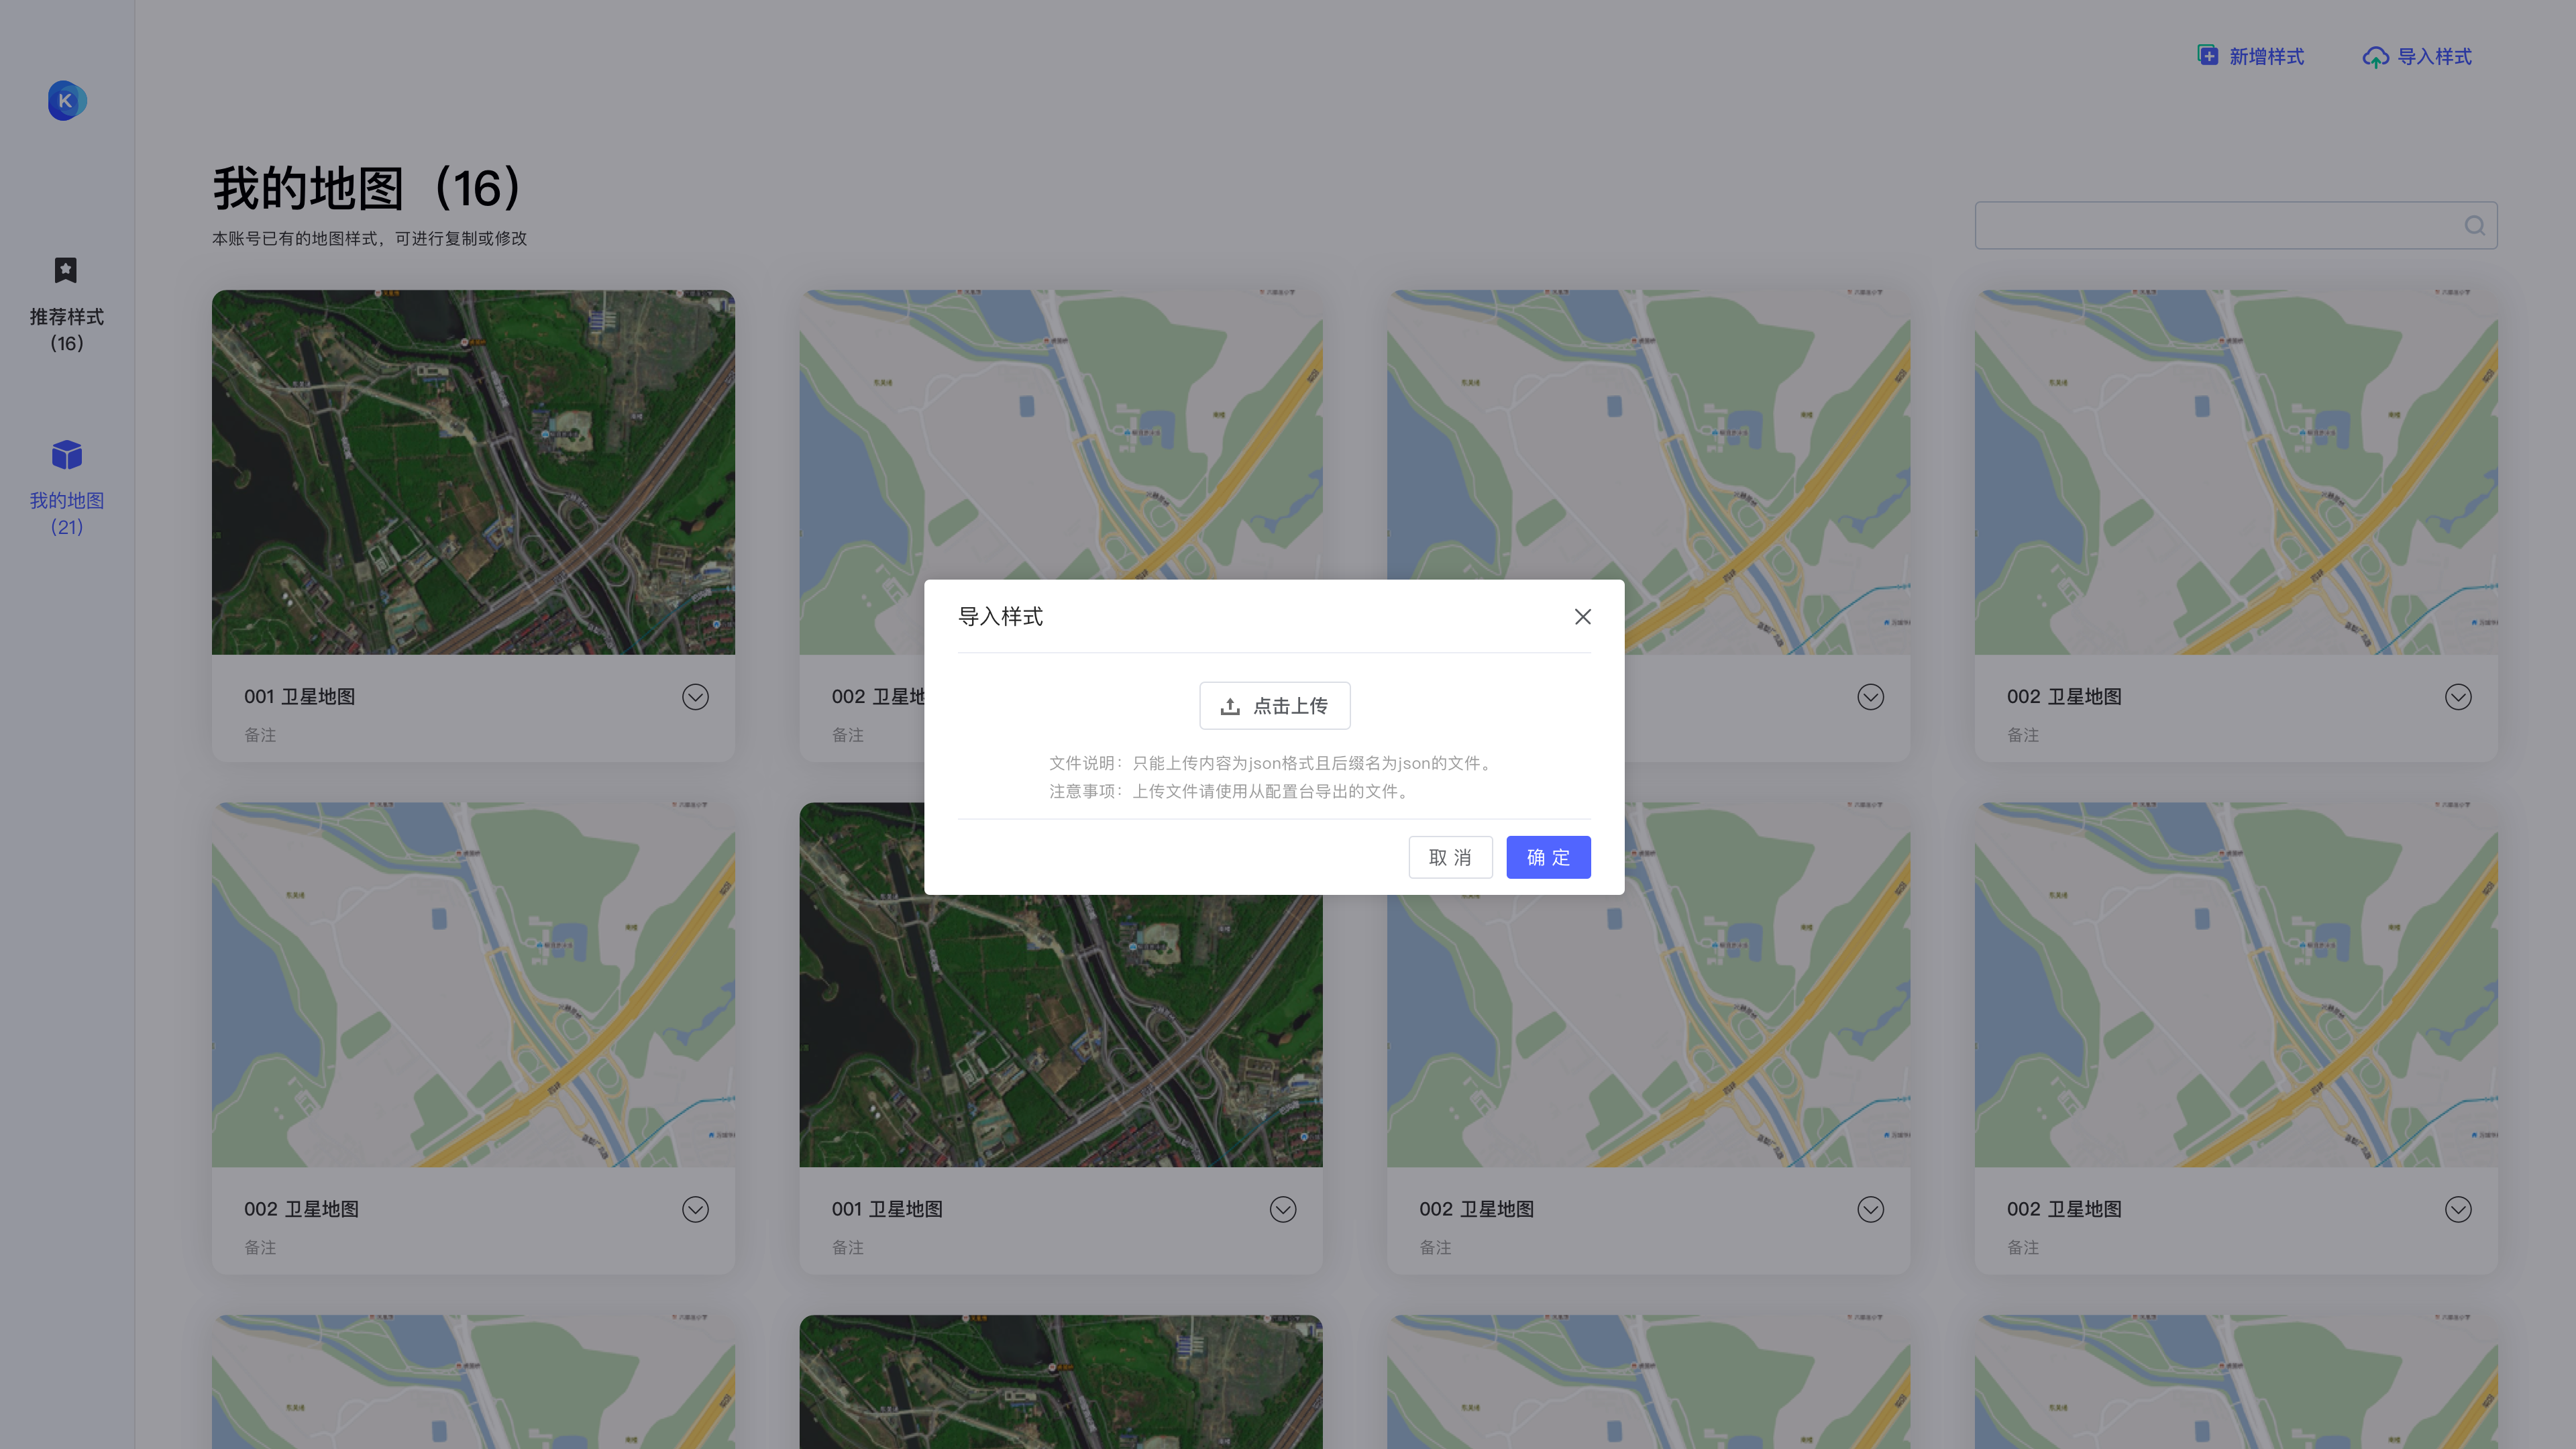 新增样式
导入样式
K
我的地图（16）
本账号已有的地图样式，可进行复制或修改
推荐样式
（16）
我的地图
（21）
001 卫星地图
备注
002 卫星地
备注
002 卫星地图
备注
导入样式
点击上传
文件说明：只能上传内容为json格式且后缀名为json的文件。
注意事项：上传文件请使用从配置台导出的文件。
取 消
确 定
002 卫星地图
备注
001 卫星地图
备注
002 卫星地图
备注
002 卫星地图
备注